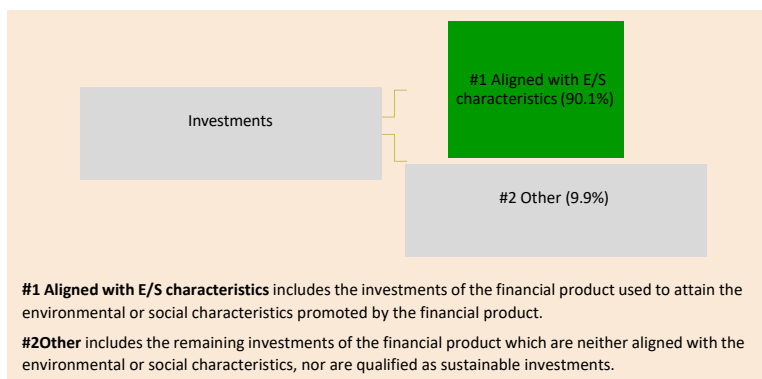 #1 Aligned with E/S
characteristics (90.1%)
Investments
#2 Other (9.9%)
#1 Aligned with E/S characteristics includes the investments of the financial product used to attain the
environmental or social characteristics promoted by the financial product.
#2Other includes the remaining investments of the financial product which are neither aligned with the
environmental or social characteristics, nor are qualified as sustainable investments.